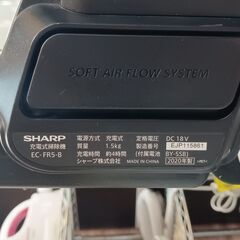 SOFT AIR FLOW SYSTEM
SHARP 電源方式 充電式 定格電圧 DC 18V
充電式掃除機 質量 1.5kg 製造番号 EJP115861
EC-FR5-B 充電時間 約4時間 (付属電池 BY-5SB)
シャープ株式会社 MADE IN CHINA 2020年製